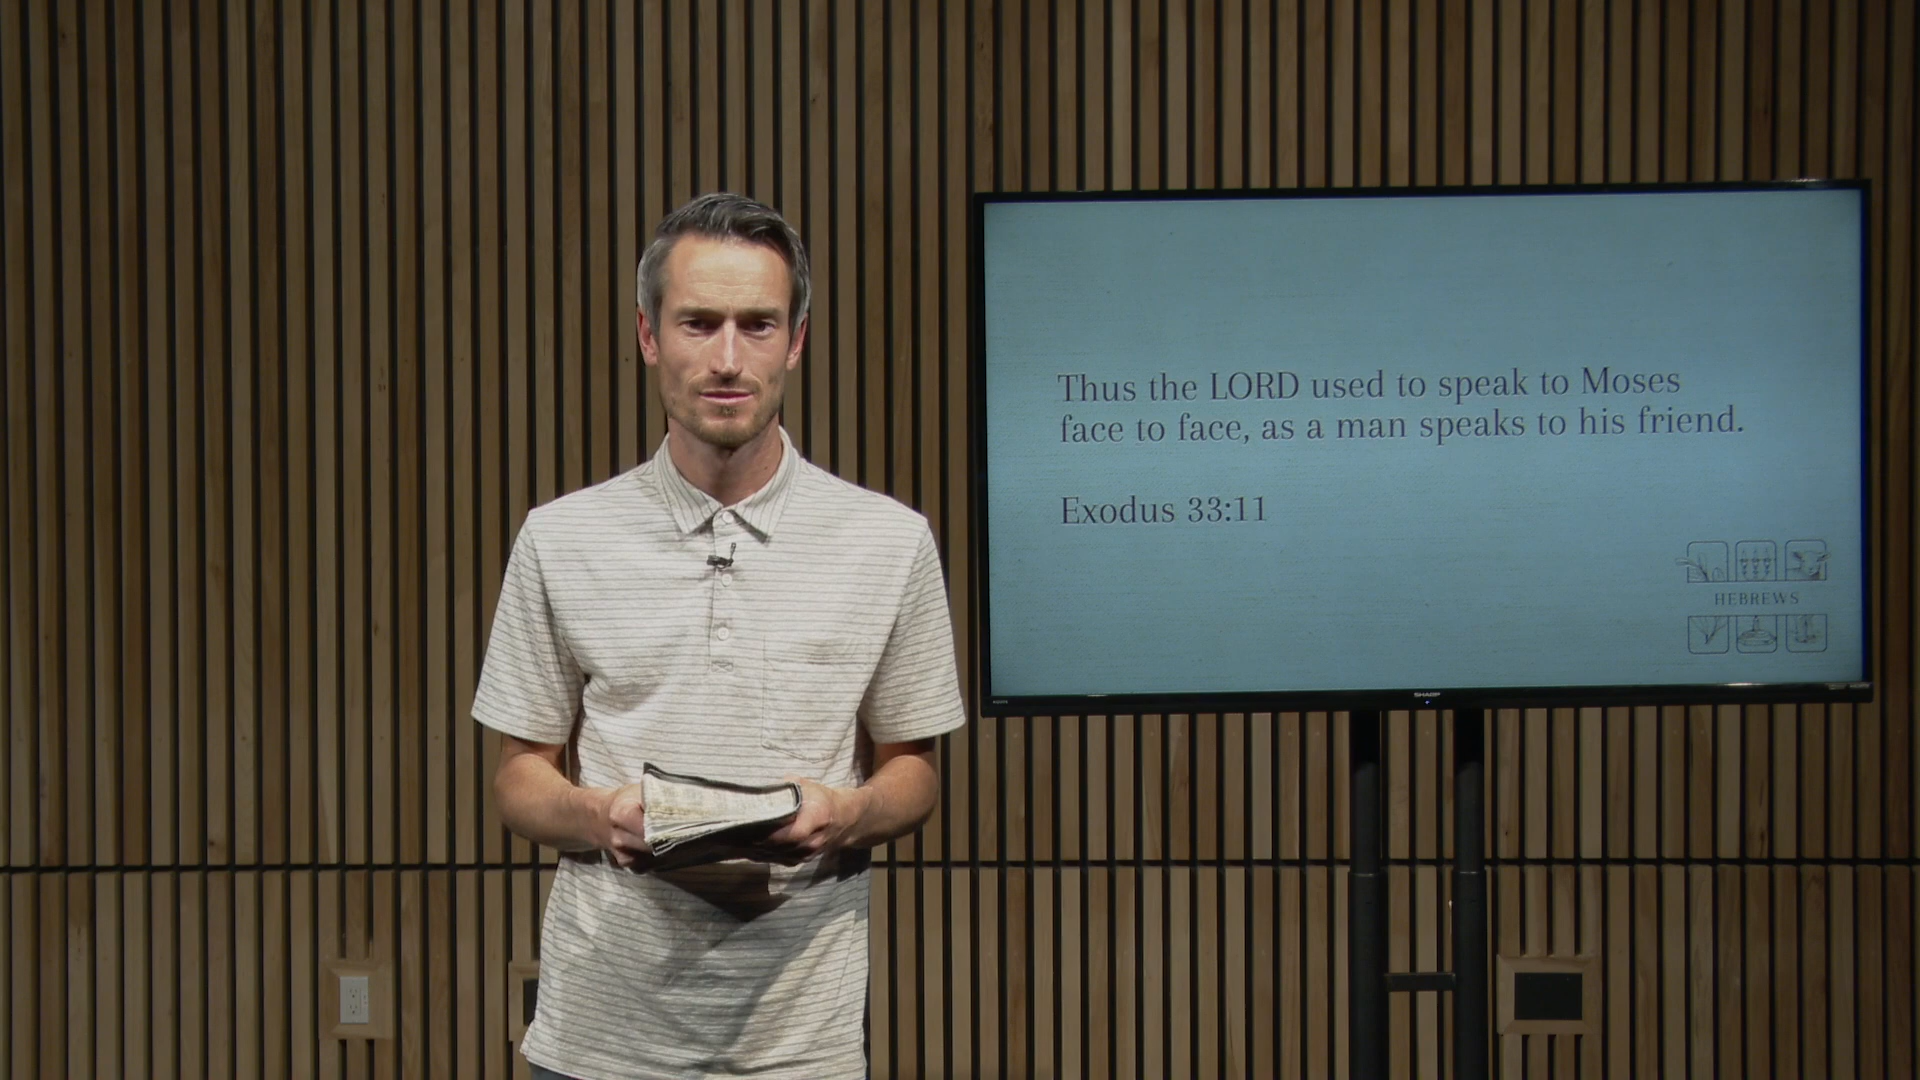 Thus the LORD used to speak to Moses
face to face, as a man speaks to his friend.
Exodus 33:11
HEBREWS
SHARP